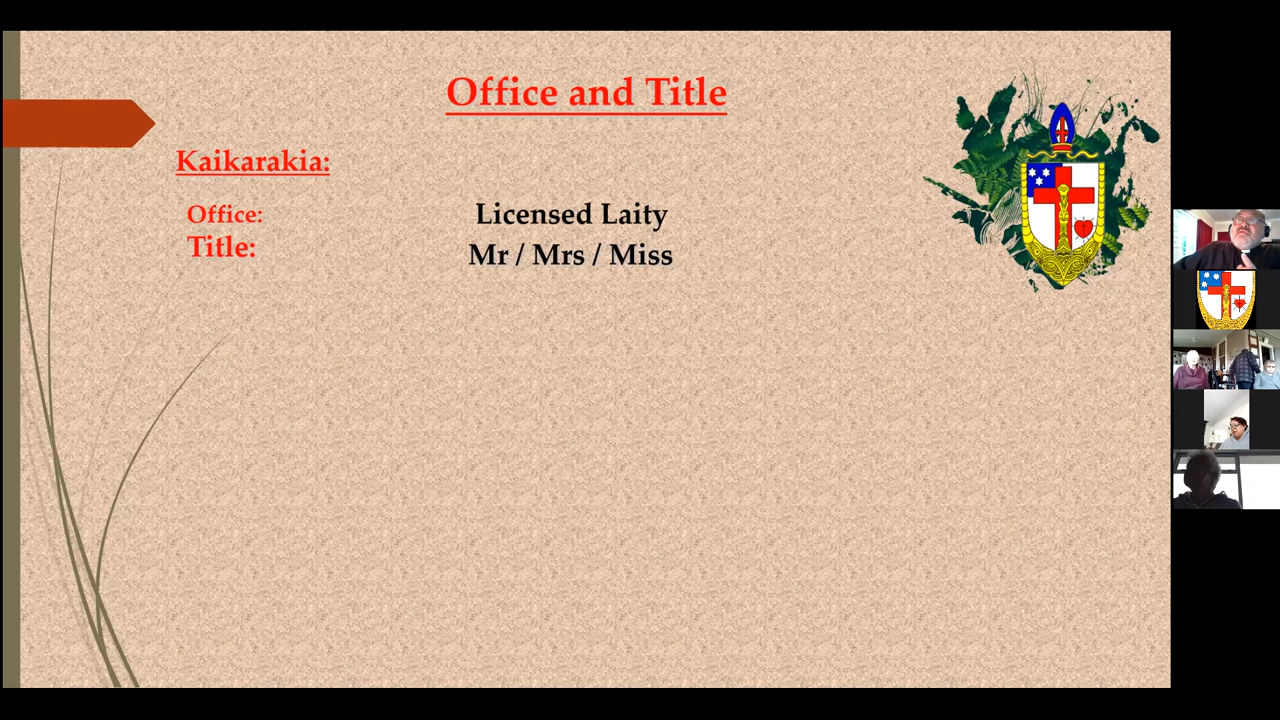 Office and Title
Kaikarakia:
Office: Licensed Laity
Title: Mr / Mrs / Miss